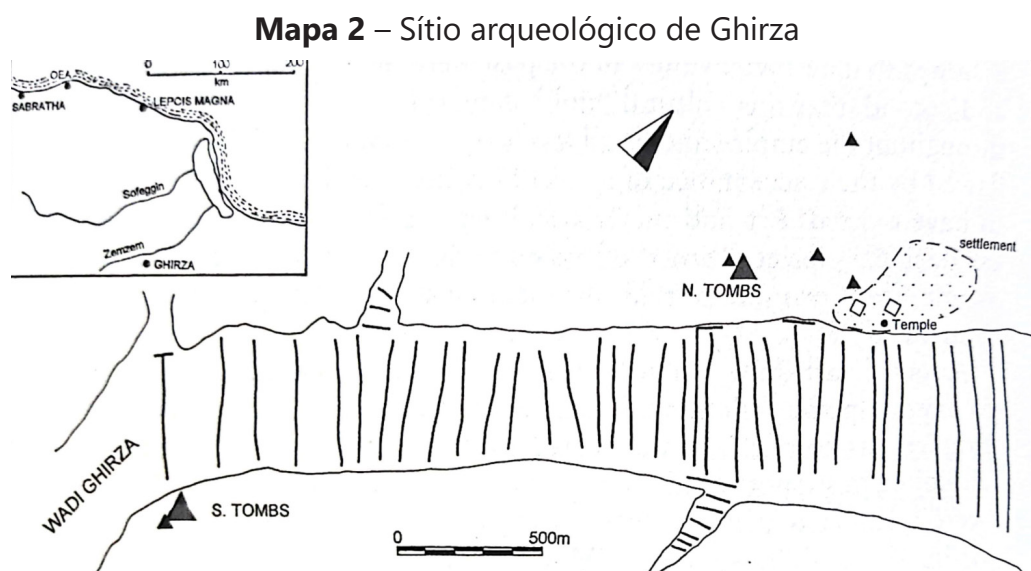 Mapa 2 – Sítio arqueológico de Ghirza
0 100 200
km
OEA
SABRATHA
LEPCIS MAGNA
Sofeggin
Zemzem
GHIRZA
settlement
N. TOMBS
Temple
WADI GHIRZA
S. TOMBS
0 500m